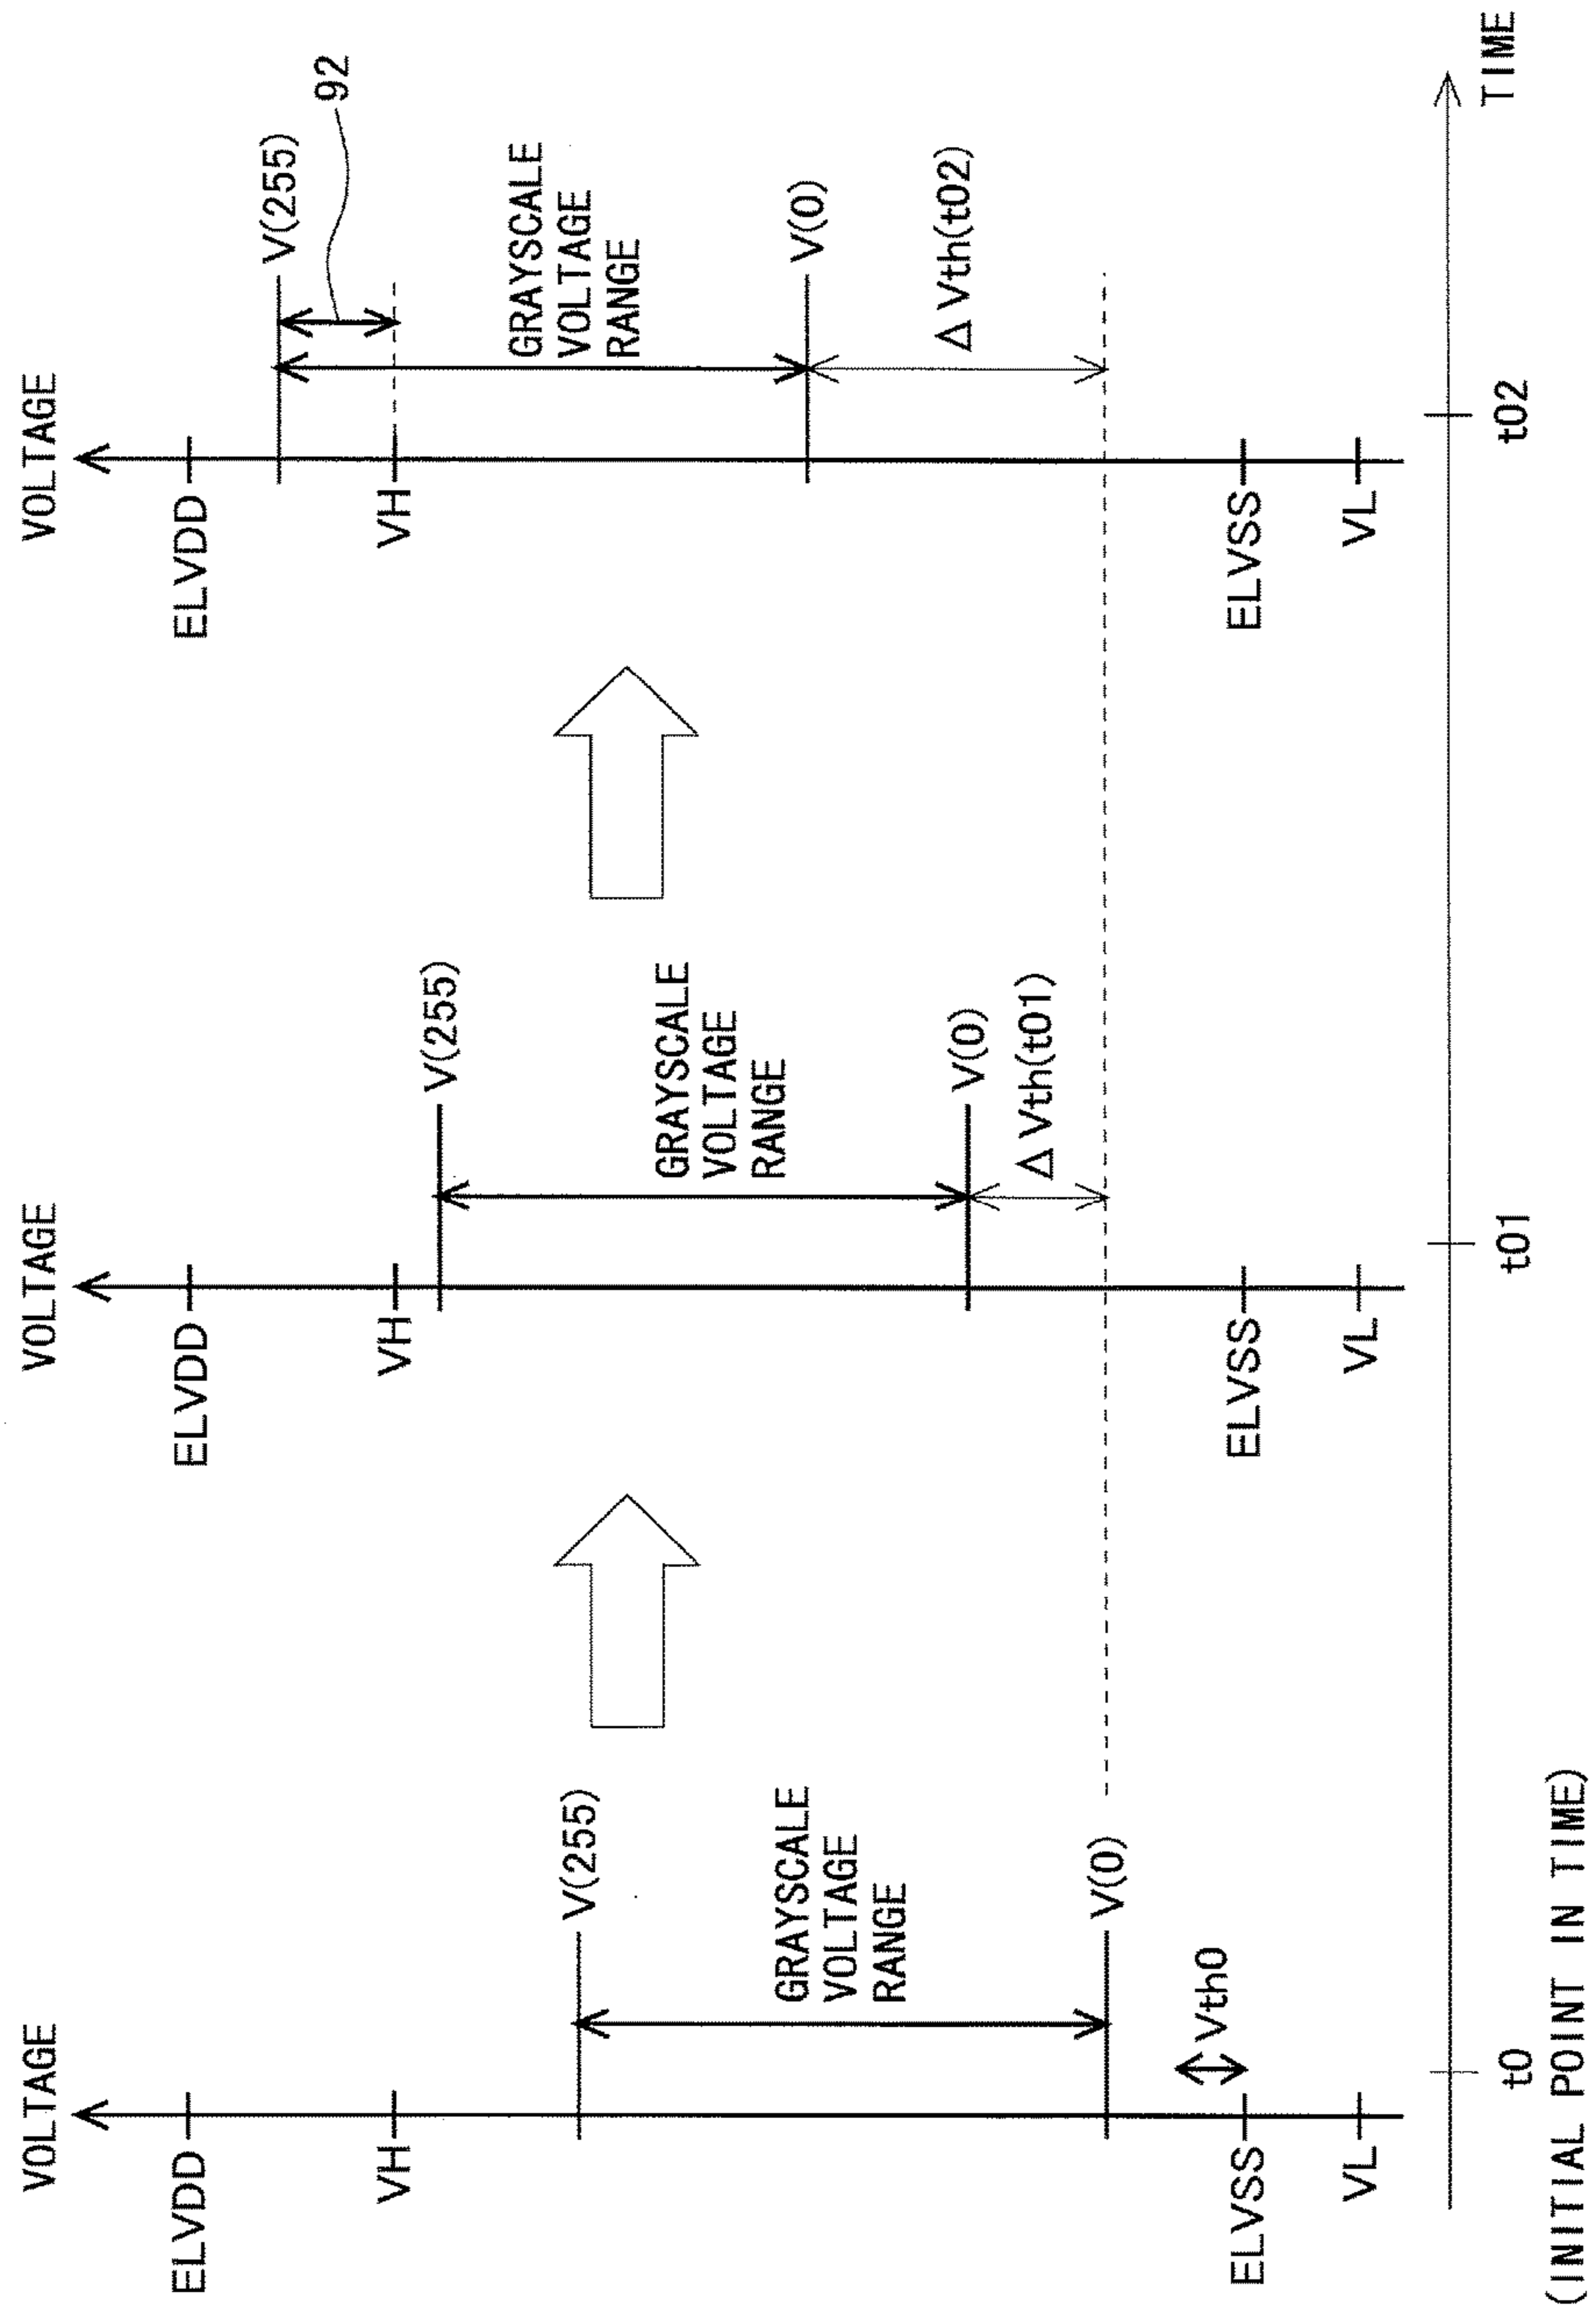 VOLTAGE
ELVDD
VH
V(255)
GRAYSCALE
VOLTAGE
RANGE
V(0)
Vth0
ELVSS
VL
t0
(INITIAL POINT IN TIME)
VOLTAGE
ELVDD
VH
V(255)
GRAYSCALE
VOLTAGE
RANGE
V(0)
ΔVth(t01)
ELVSS
VL
t01
VOLTAGE
ELVDD
92
V(255)
VH
GRAYSCALE
VOLTAGE
RANGE
V(0)
ΔVth(t02)
ELVSS
VL
t02
TIME